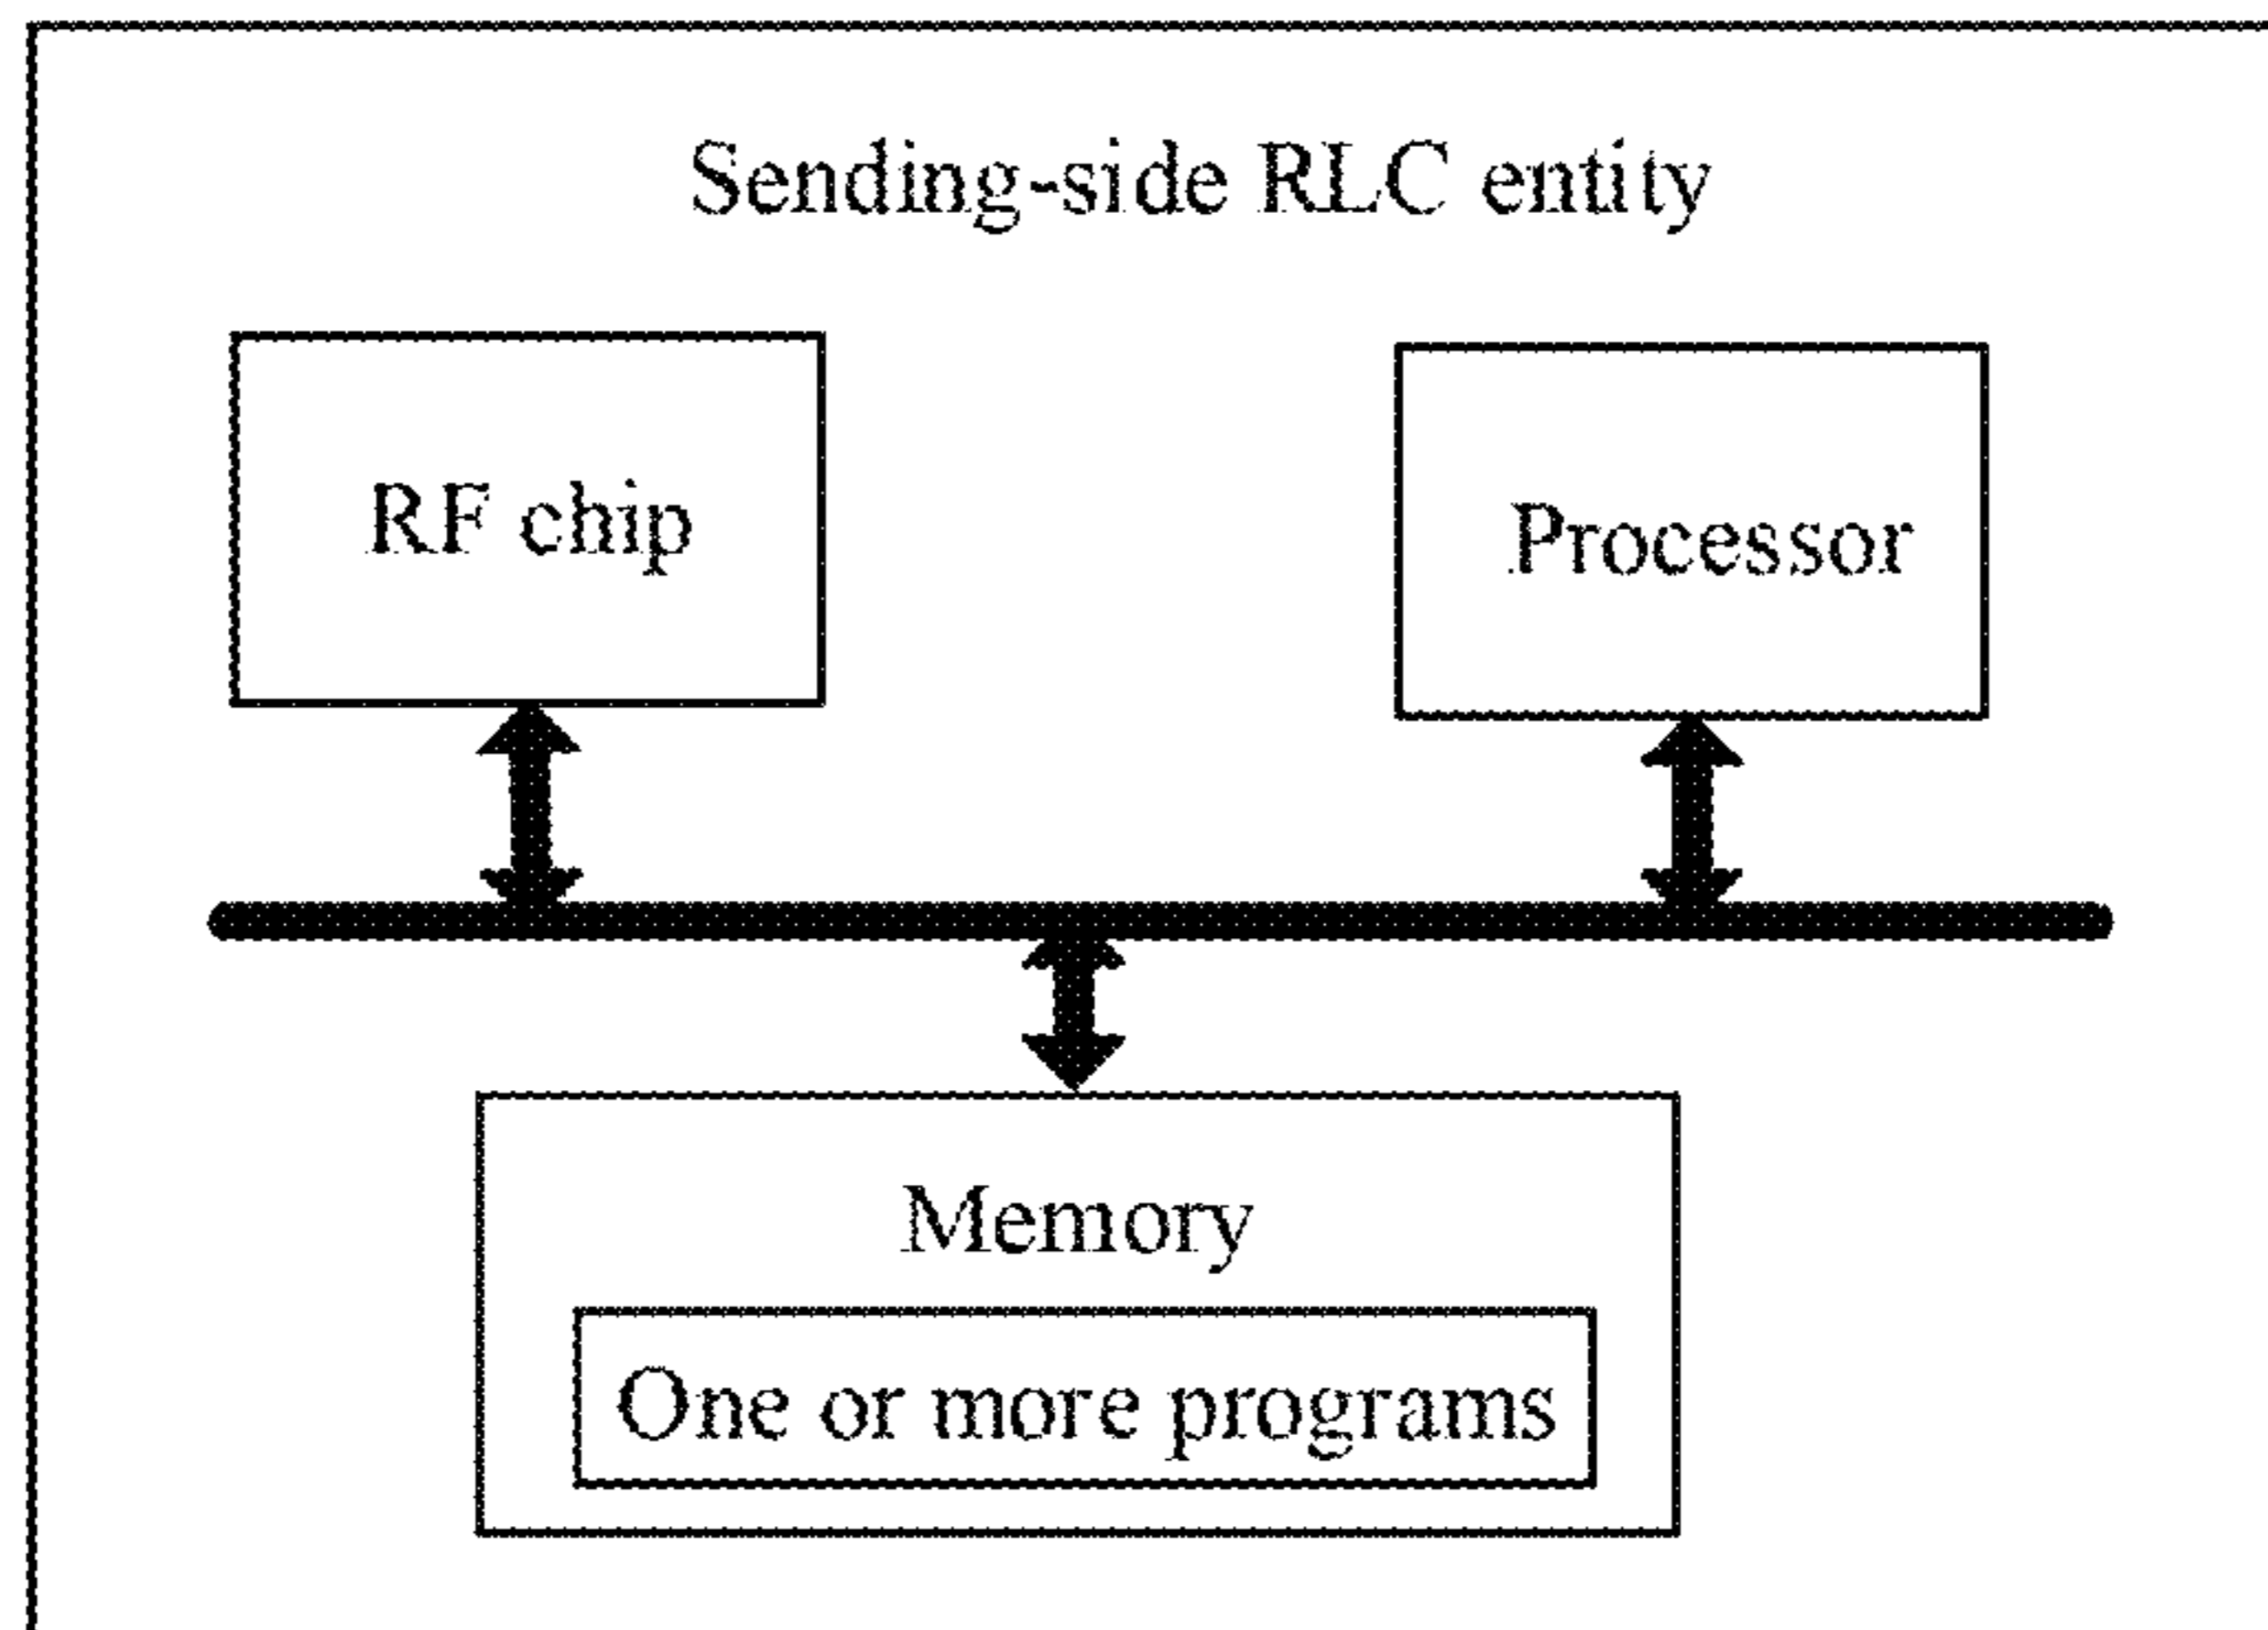 Sending-side RLC entity
RF chip
Processor
Memory
One or more programs